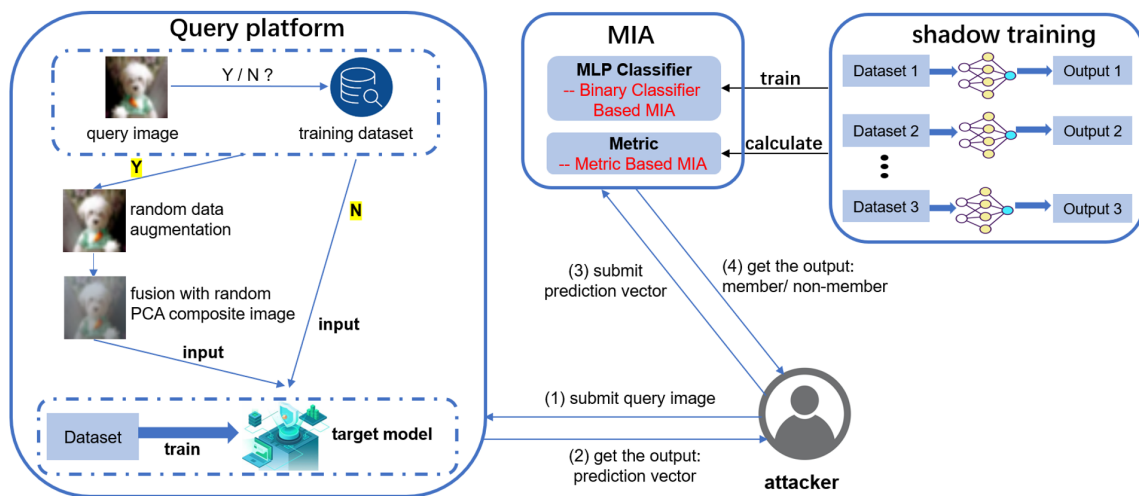 Query platform
Y / N ?
query image
training dataset
Y
N
random data
augmentation
fusion with random
PCA composite image
input
input
Dataset
train
target model
MIA
MLP Classifier
-- Binary Classifier
Based MIA
Metric
-- Metric Based MIA
train
calculate
shadow training
Dataset 1
Output 1
Dataset 2
Output 2
Dataset 3
Output 3
(3) submit
prediction vector
(4) get the output:
member/ non-member
(1) submit query image
(2) get the output:
prediction vector
attacker